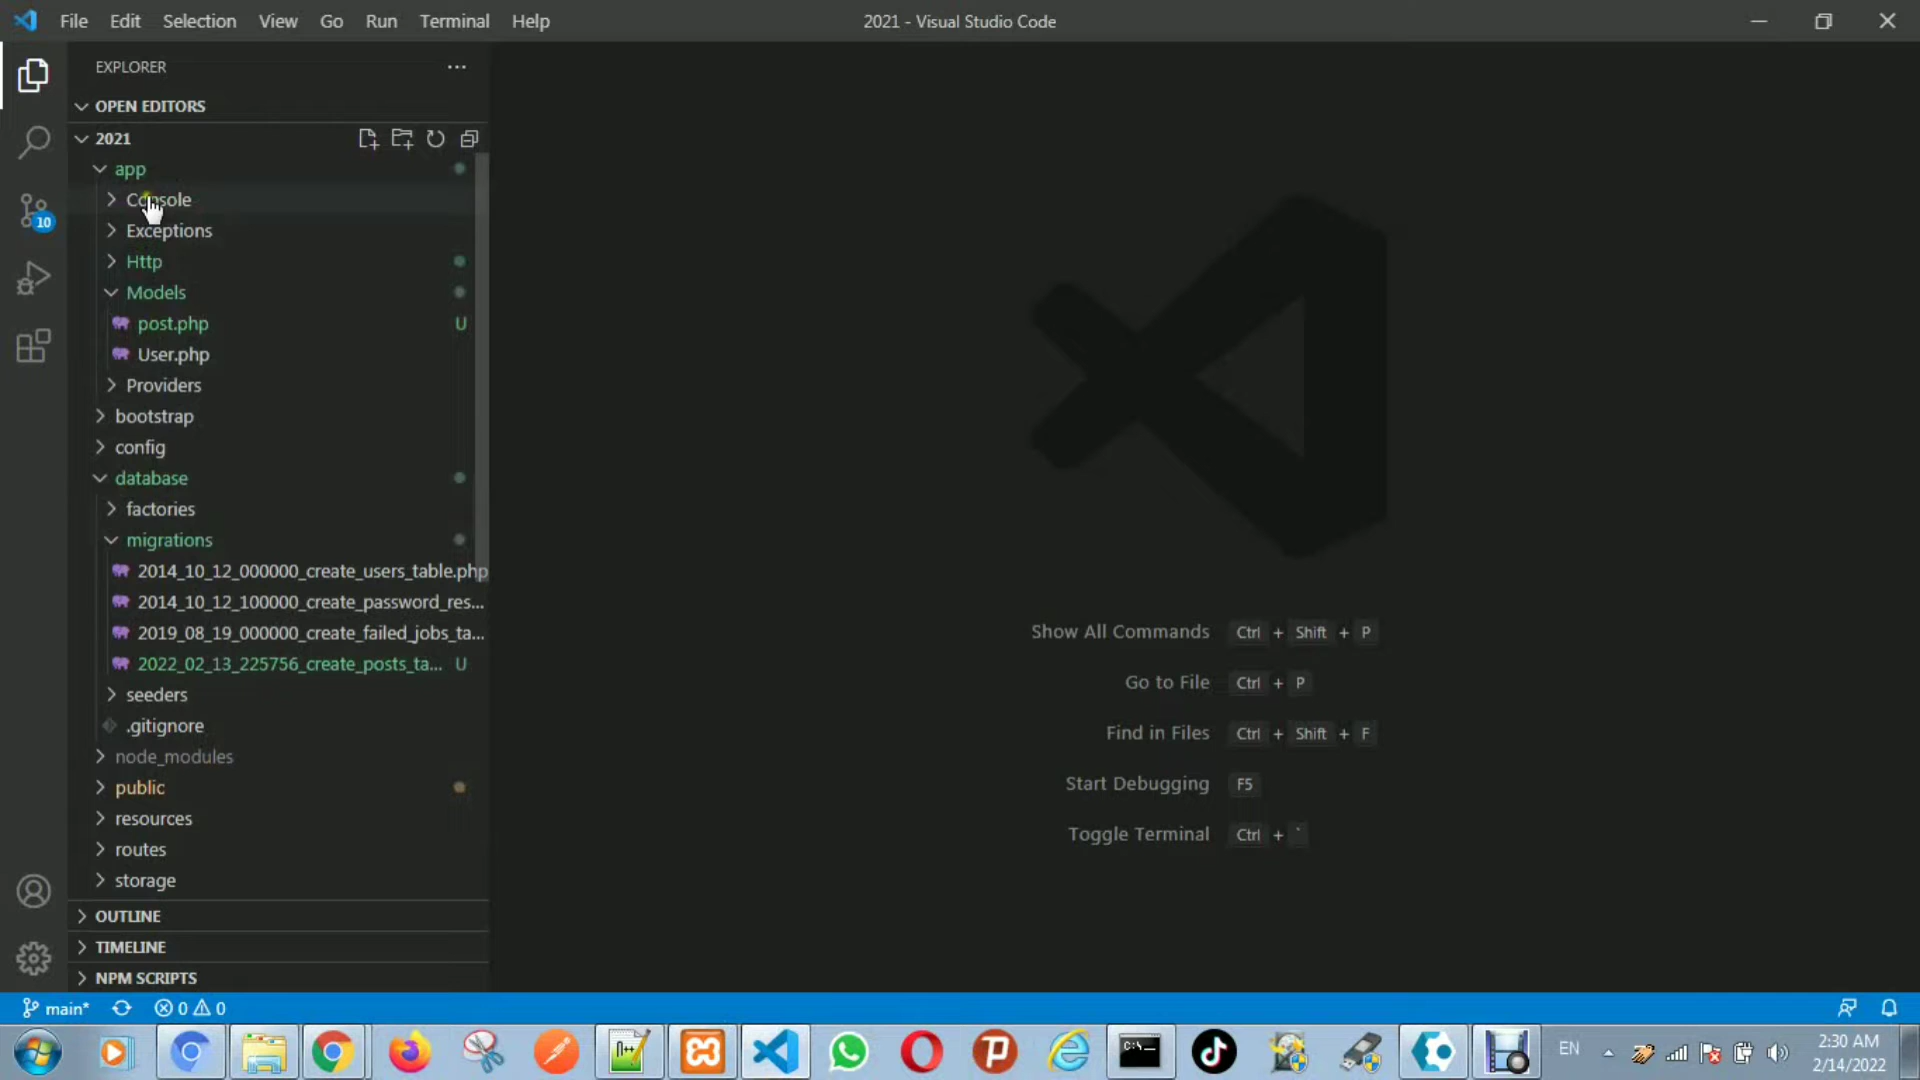 File Edit Selection View Go Run Terminal Help
2021 - Visual Studio Code
EXPLORER
OPEN EDITORS
2021
app
Console
Exceptions
Http
Models
post.php U
User.php
Providers
bootstrap
config
database
factories
migrations
2014_10_12_000000_create_users_table.php
2014_10_12_100000_create_password_res...
2019_08_19_000000_create_failed_jobs_ta...
2022_02_13_225756_create_posts_ta... U
seeders
.gitignore
node_modules
public
resources
routes
storage
OUTLINE
TIMELINE
NPM SCRIPTS
10
Show All Commands Ctrl + Shift + P
Go to File Ctrl + P
Find in Files Ctrl + Shift + F
Start Debugging F5
Toggle Terminal Ctrl + `
main* 0 0
EN
2:30 AM
2/14/2022